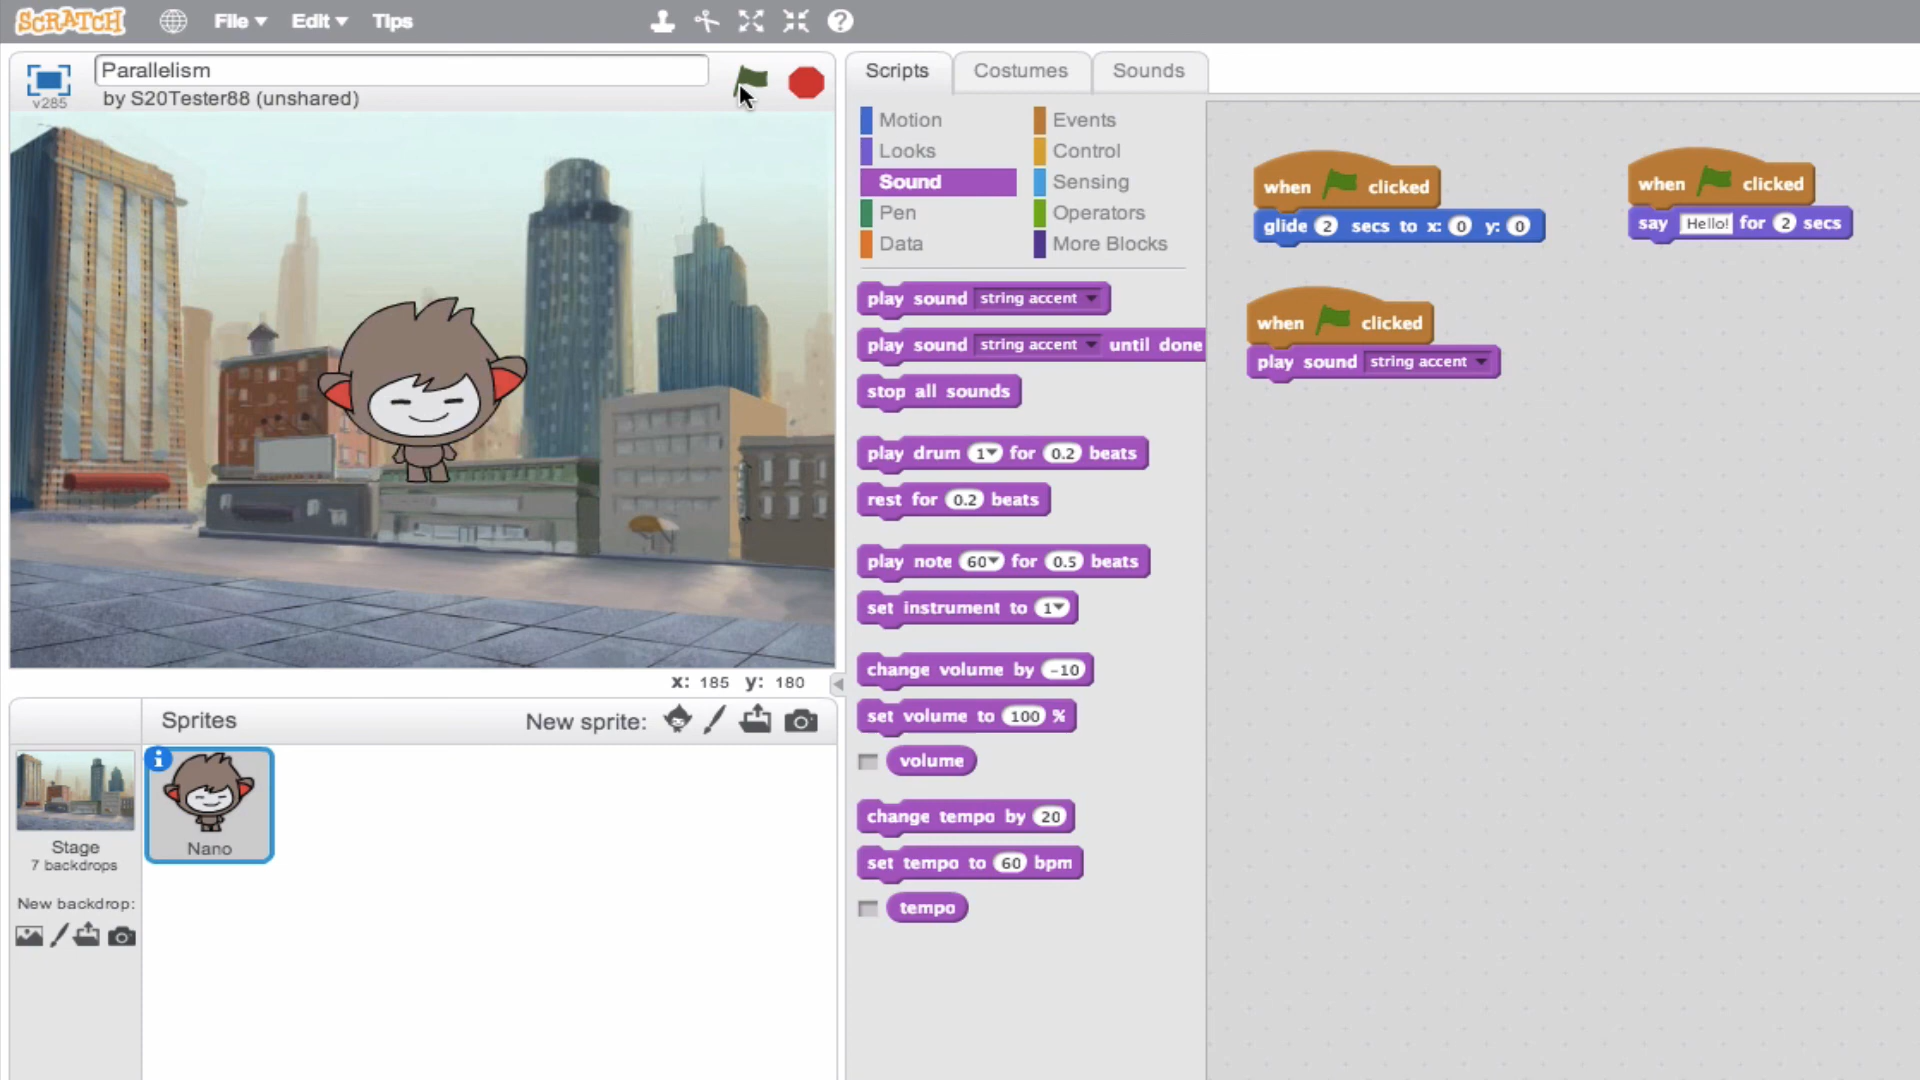 SCRATCH
File
Edit
Tips
v285
Parallelism
by S20Tester88 (unshared)
x: 185 y: 180
Sprites
New sprite:
Stage
7 backdrops
New backdrop:
Nano
Scripts
Costumes
Sounds
Motion
Looks
Sound
Pen
Data
Events
Control
Sensing
Operators
More Blocks
play sound string accent
play sound string accent until done
stop all sounds
play drum 1 for 0.2 beats
rest for 0.2 beats
play note 60 for 0.5 beats
set instrument to 1
change volume by -10
set volume to 100 %
volume
change tempo by 20
set tempo to 60 bpm
tempo
when clicked
glide 2 secs to x: 0 y: 0
when clicked
say Hello! for 2 secs
when clicked
play sound string accent